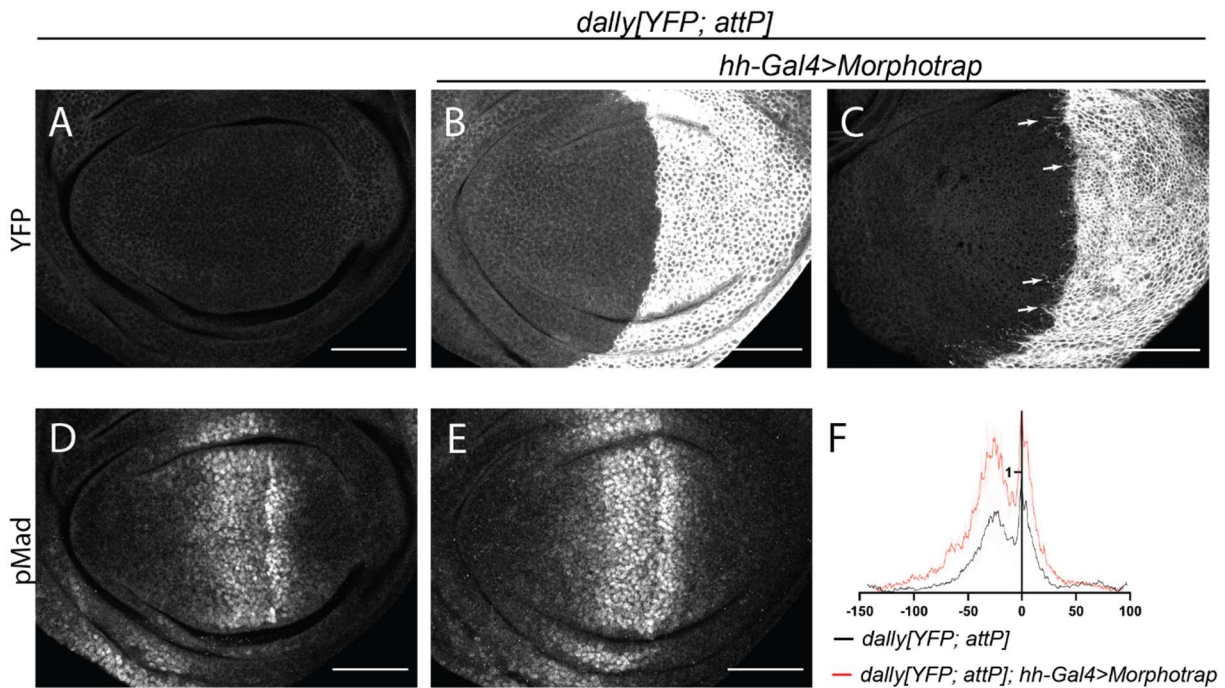 dally[YFP; attP]
hh-Gal4>Morphotrap
YFP
A
B
C
pMad
D
E
F
1
-150 -100 -50 0 50 100
dally[YFP; attP]
dally[YFP; attP]; hh-Gal4>Morphotrap